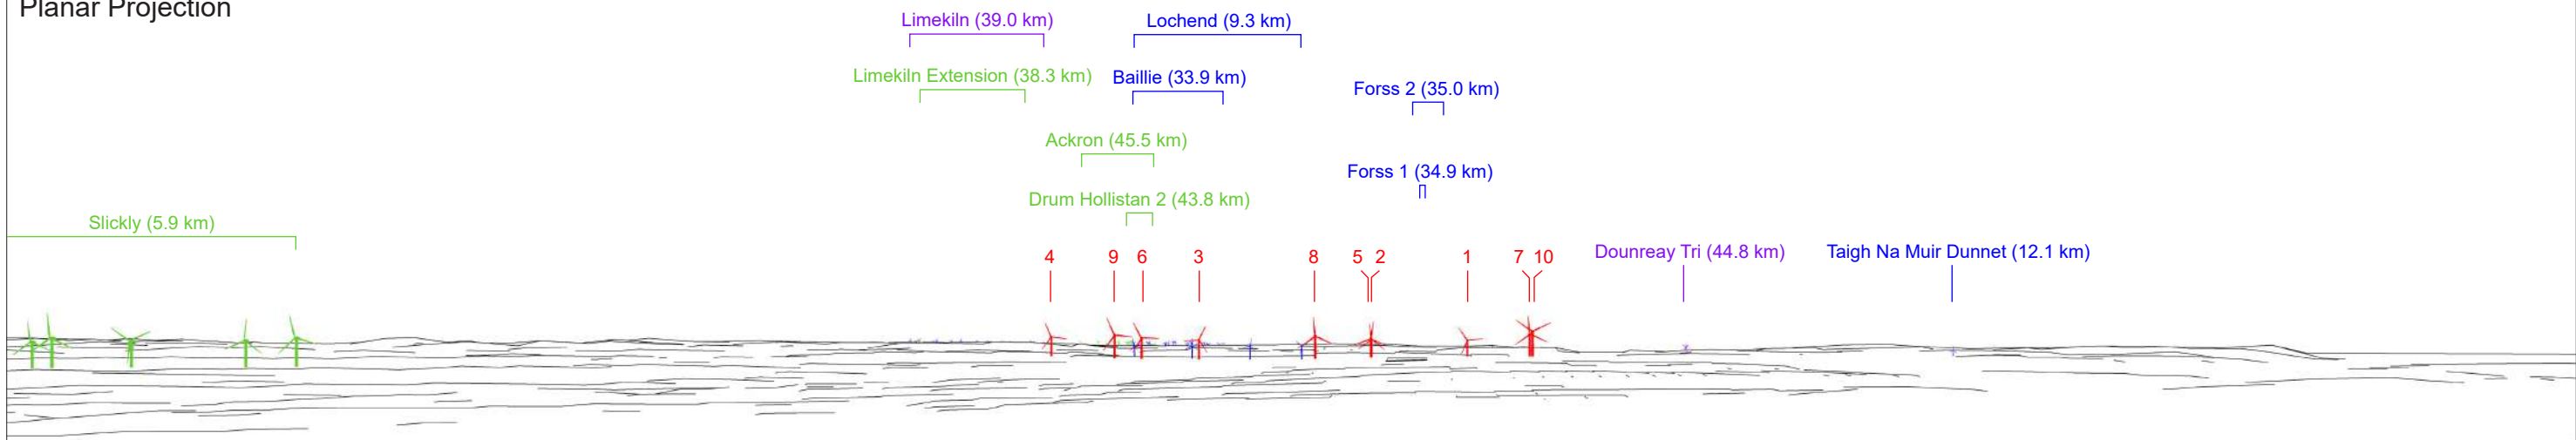 Planar Projection
Limekiln (39.0 km)
Lochend (9.3 km)
Limekiln Extension (38.3 km)
Baillie (33.9 km)
Forss 2 (35.0 km)
Ackron (45.5 km)
Forss 1 (34.9 km)
Drum Hollistan 2 (43.8 km)
Slickly (5.9 km)
4 9 6 3 8 5 2 1 7 10
Dounreay Tri (44.8 km)
Taigh Na Muir Dunnet (12.1 km)